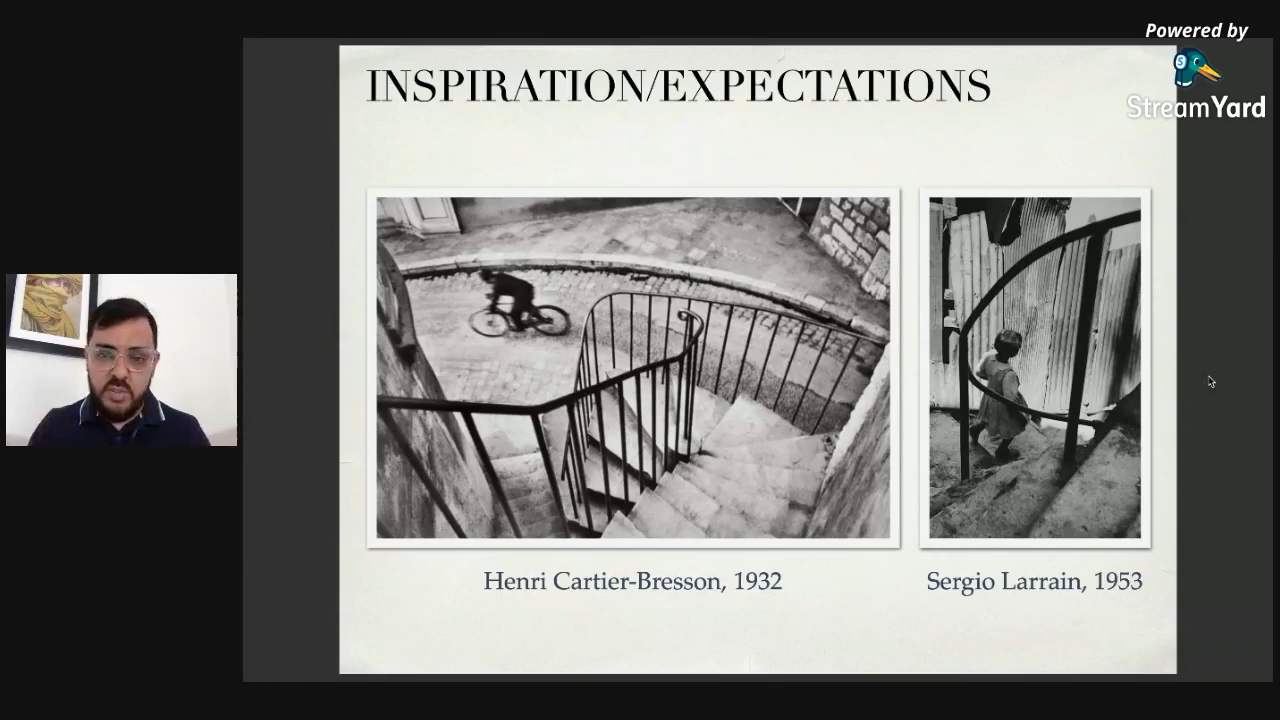 Powered by
StreamYard
INSPIRATION/EXPECTATIONS
Henri Cartier-Bresson, 1932
Sergio Larrain, 1953